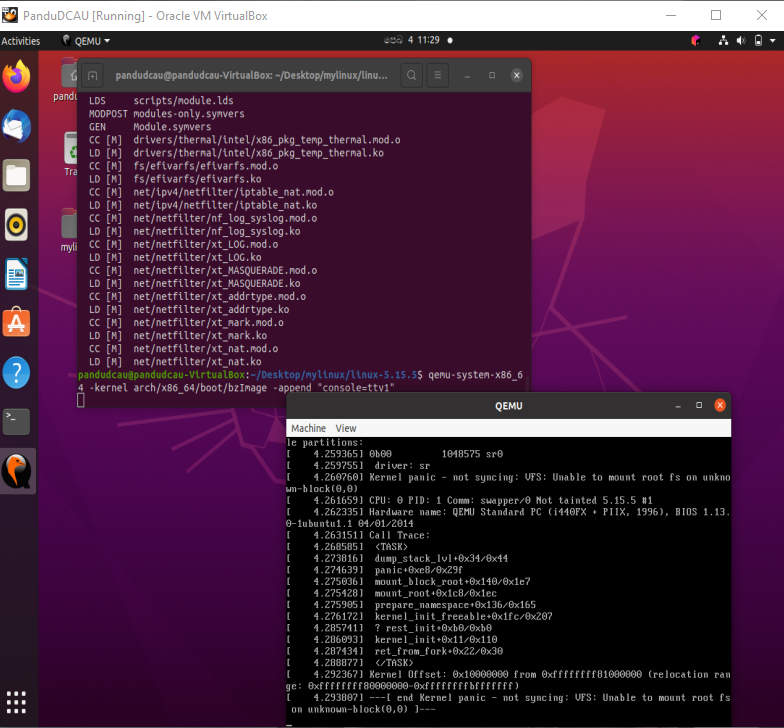 PanduDCAU [Running] - Oracle VM VirtualBox
Activities
QEMU
පෙබ 4 11:29
pandudcau@pandudcau-VirtualBox: ~/Desktop/mylinux/linu...
LDS scripts/module.lds
MODPOST modules-only.symvers
GEN Module.symvers
CC [M] drivers/thermal/intel/x86_pkg_temp_thermal.mod.o
LD [M] drivers/thermal/intel/x86_pkg_temp_thermal.ko
CC [M] fs/efivarfs/efivarfs.mod.o
LD [M] fs/efivarfs/efivarfs.ko
CC [M] net/ipv4/netfilter/iptable_nat.mod.o
LD [M] net/ipv4/netfilter/iptable_nat.ko
CC [M] net/netfilter/nf_log_syslog.mod.o
LD [M] net/netfilter/nf_log_syslog.ko
CC [M] net/netfilter/xt_LOG.mod.o
LD [M] net/netfilter/xt_LOG.ko
CC [M] net/netfilter/xt_MASQUERADE.mod.o
LD [M] net/netfilter/xt_MASQUERADE.ko
CC [M] net/netfilter/xt_addrtype.mod.o
LD [M] net/netfilter/xt_addrtype.ko
CC [M] net/netfilter/xt_mark.mod.o
LD [M] net/netfilter/xt_mark.ko
CC [M] net/netfilter/xt_nat.mod.o
LD [M] net/netfilter/xt_nat.ko
pandudcau@pandudcau-VirtualBox:~/Desktop/mylinux/linux-5.15.5$ qemu-system-x86_6
4 -kernel arch/x86_64/boot/bzImage -append "console=tty1"
pandu
Tra
myli
QEMU
Machine View
le partitions:
[ 4.259365] 0b00 1048575 sr0
[ 4.259755] driver: sr
[ 4.260760] Kernel panic - not syncing: VFS: Unable to mount root fs on unkno
wn-block(0,0)
[ 4.261659] CPU: 0 PID: 1 Comm: swapper/0 Not tainted 5.15.5 #1
[ 4.262335] Hardware name: QEMU Standard PC (i440FX + PIIX, 1996), BIOS 1.13.
0-1ubuntu1.1 04/01/2014
[ 4.263151] Call Trace:
[ 4.268585] <TASK>
[ 4.273816] dump_stack_lvl+0x34/0x44
[ 4.274639] panic+0xe8/0x29f
[ 4.275036] mount_block_root+0x140/0x1e7
[ 4.275428] mount_root+0x1c8/0x1ec
[ 4.275905] prepare_namespace+0x136/0x165
[ 4.276172] kernel_init_freeable+0x1fc/0x207
[ 4.285741] ? rest_init+0xb0/0xb0
[ 4.286093] kernel_init+0x11/0x110
[ 4.287434] ret_from_fork+0x22/0x30
[ 4.288877] </TASK>
[ 4.292367] Kernel Offset: 0x10000000 from 0xffffffff81000000 (relocation ran
ge: 0xffffffff80000000-0xffffffffbfffffff)
[ 4.293807] ---[ end Kernel panic - not syncing: VFS: Unable to mount root fs
on unknown-block(0,0) ]---